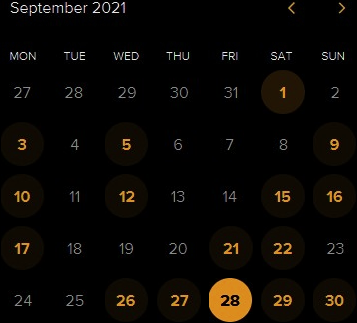 September 2021
MON TUE WED THU FRI SAT SUN
27 28 29 30 31 1 2
3 4 5 6 7 8 9
10 11 12 13 14 15 16
17 18 19 20 21 22 23
24 25 26 27 28 29 30